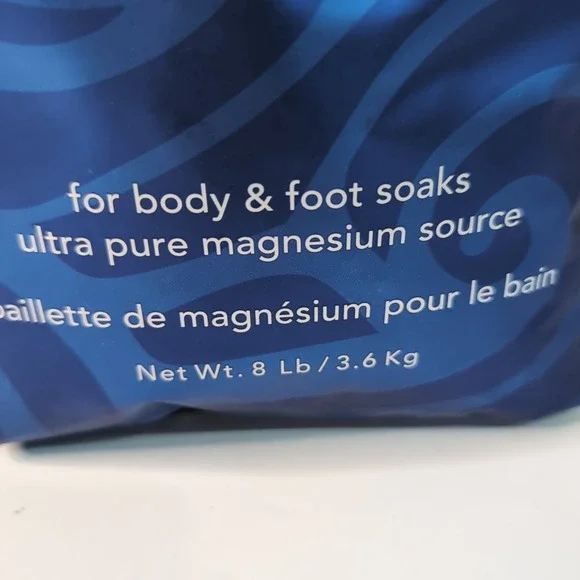 for body & foot soaks
ultra pure magnesium source
paillette de magnésium pour le bain
Net Wt. 8 Lb / 3.6 Kg